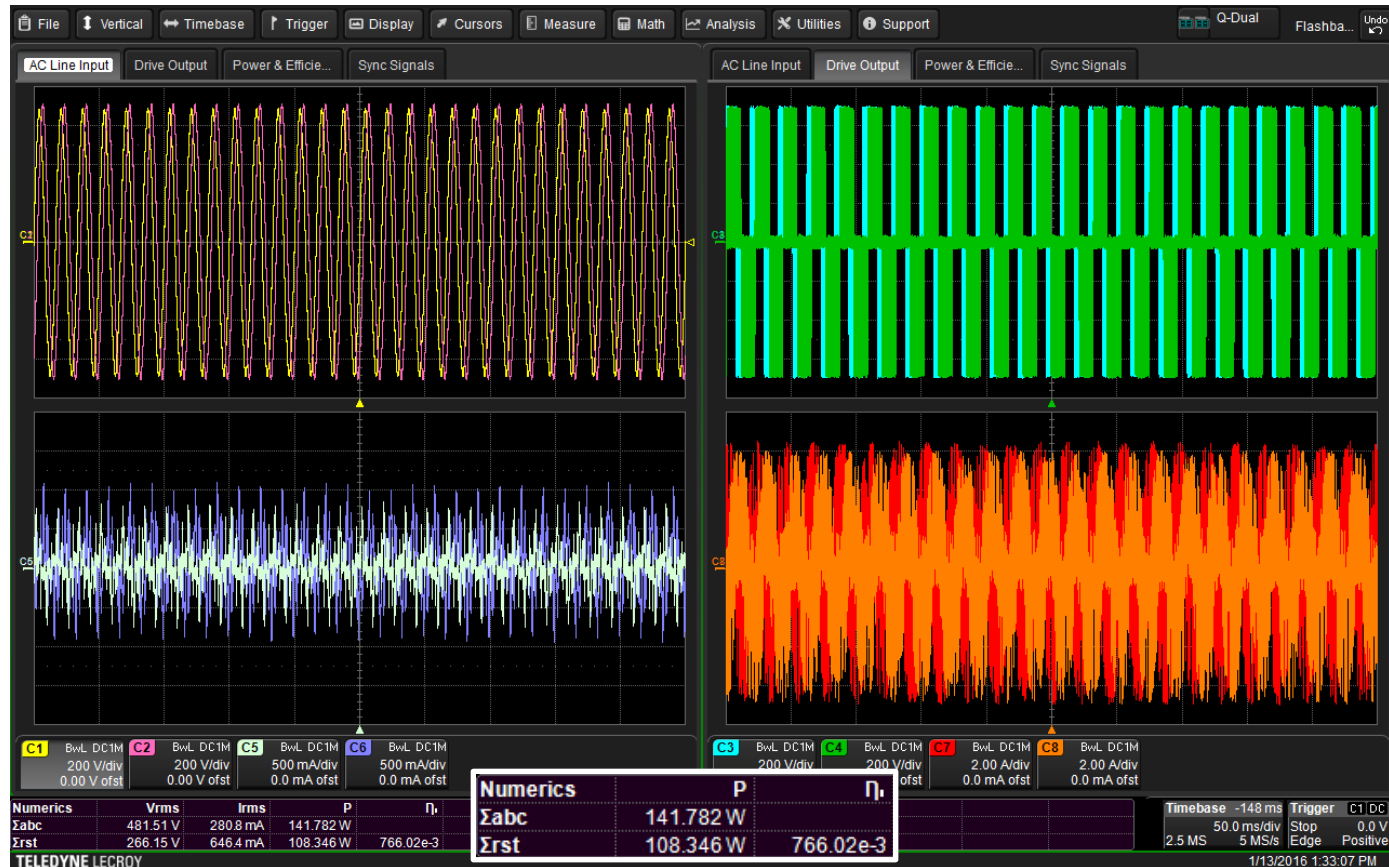 File Vertical Timebase Trigger Display Cursors Measure Math Analysis Utilities Support Q-Dual Flashba... Undo
AC Line Input Drive Output Power & Efficie... Sync Signals
AC Line Input Drive Output Power & Efficie... Sync Signals
C2
C3
C5
C8
C1 BwL DC1M
200 V/div
0.00 V ofst
C2 BwL DC1M
200 V/div
0.00 V ofst
C5 BwL DC1M
500 mA/div
0.0 mA ofst
C6 BwL DC1M
500 mA/div
0.0 mA ofst
C3 BwL DC1M
200 V/div
C4 BwL DC1M
V/div
ofst
C7 BwL DC1M
2.00 A/div
0.0 mA ofst
C8 BwL DC1M
2.00 A/div
0.0 mA ofst
Numerics Vrms Irms P η
Σabc 481.51 V 280.8 mA 141.782 W
Σrst 266.15 V 646.4 mA 108.346 W 766.02e-3
Numerics P η
Σabc 141.782 W
Σrst 108.346 W 766.02e-3
Timebase -148 ms
50.0 ms/div
2.5 MS 5 MS/s
Trigger C1 DC
Stop 0.0 V
Edge Positive
TELEDYNE LECROY 1/13/2016 1:33:07 PM